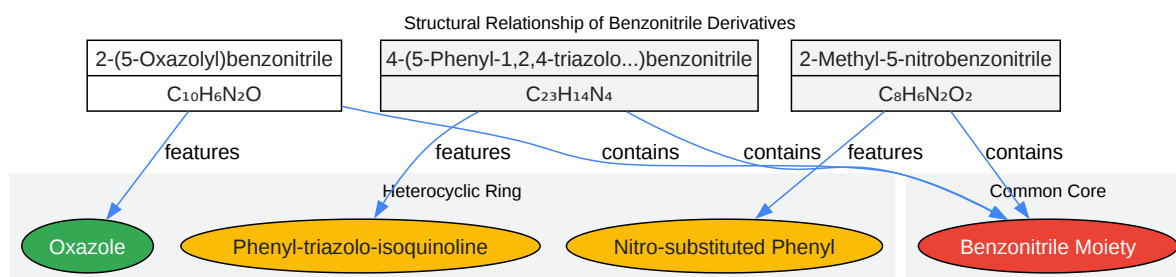 Structural Relationship of Benzonitrile Derivatives
2-(5-Oxazolyl)benzonitrile
C₁₀H₆N₂O
4-(5-Phenyl-1,2,4-triazolo...)benzonitrile
C₂₃H₁₄N₄
2-Methyl-5-nitrobenzonitrile
C₈H₆N₂O₂
features
features
contains
contains
features
contains
Heterocyclic Ring
Common Core
Oxazole
Phenyl-triazolo-isoquinoline
Nitro-substituted Phenyl
Benzonitrile Moiety